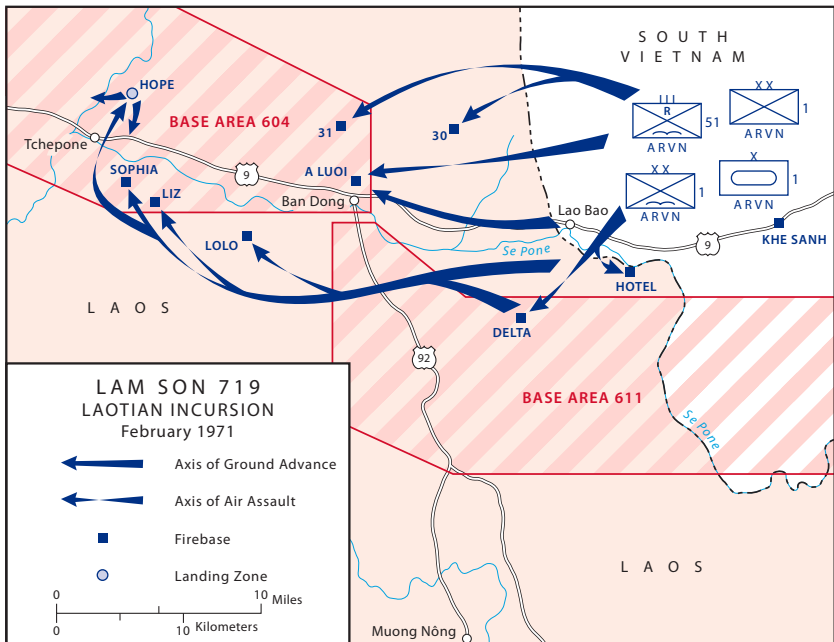 SOUTH
VIETNAM
HOPE
BASE AREA 604
Tchepone
31
30
III
R
51
ARVN
XX
1
ARVN
XX
1
ARVN
X
1
ARVN
SOPHIA
LIZ
9
A LUOI
Ban Dong
LOLO
Lao Bao
KHE SANH
9
Se Pone
HOTEL
LAOS
DELTA
92
BASE AREA 611
Se Pone
LAM SON 719
LAOTIAN INCURSION
February 1971
Axis of Ground Advance
Axis of Air Assault
Firebase
Landing Zone
0 10 Miles
0 10 Kilometers
LAOS
Muong Nông